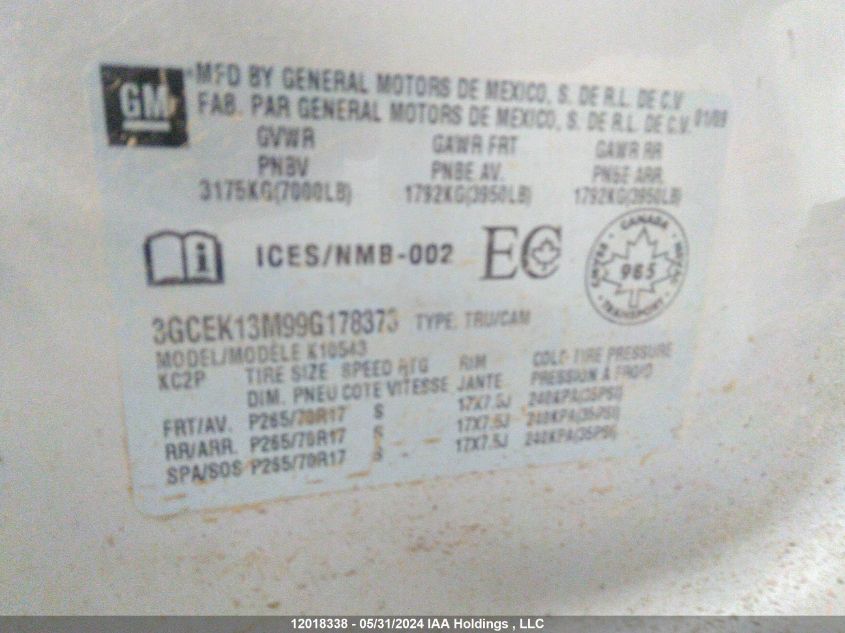 GM
MFD BY GENERAL MOTORS DE MEXICO, S. DE R.L. DE C.V
FAB. PAR GENERAL MOTORS DE MEXICO, S. DE R.L. DE C.V. 01/09
GVWR GAWR FRT GAWR RR
PNBV PNBE AV. PNBE ARR.
3175KG(7000LB) 1792KG(3950LB) 1792KG(3950LB)
i ICES/NMB-002 EC
CANADA
985
TRANSPORT
3GCEK13M99G178373 TYPE: TRU/CAM
MODEL/MODÈLE K10543
KC2P TIRE SIZE SPEED RTG RIM COLD TIRE PRESSURE
DIM. PNEU COTE VITESSE JANTE PRESSION A FROID
FRT/AV. P265/70R17 S 17X7.5J 240KPA(35PSI)
RR/ARR. P265/70R17 S 17X7.5J 240KPA(35PSI)
SPA/SOS P265/70R17 S 17X7.5J 240KPA(35PSI)
12018338 - 05/31/2024 IAA Holdings , LLC